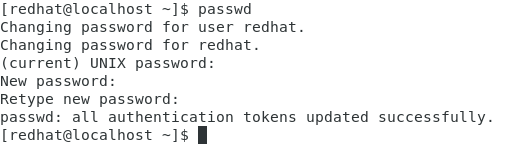 [redhat@localhost ~]$ passwd
Changing password for user redhat.
Changing password for redhat.
(current) UNIX password:
New password:
Retype new password:
passwd: all authentication tokens updated successfully.
[redhat@localhost ~]$